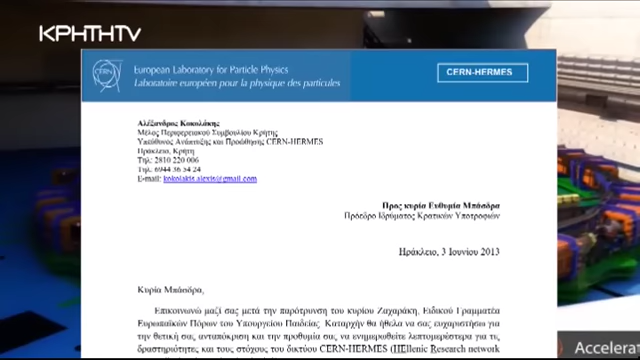 ΚΡΗΤΗTV
CERN
European Laboratory for Particle Physics
Laboratoire européen pour la physique des particules
CERN-HERMES
Αλέξανδρος Κοκολάκης
Μέλος Περιφερειακού Συμβουλίου Κρήτης
Υπεύθυνος Ανάπτυξης και Προώθησης CERN-HERMES
Ηράκλειο, Κρήτη
Τηλ: 2810 220 006
Τηλ: 6944 36 54 24
E-mail: kokolakis.alexis@gmail.com
Προς κυρία Ευθυμία Μπάσδρα
Πρόεδρο Ιδρύματος Κρατικών Υποτροφιών
Ηράκλειο, 3 Ιουνίου 2013
Κυρία Μπάσδρα,
Επικοινωνώ μαζί σας μετά την παρότρυνση του κυρίου Ζαχαράκη, Ειδικού Γραμματέα
Ευρωπαϊκών Πόρων του Υπουργείου Παιδείας. Καταρχήν θα ήθελα να σας ευχαριστήσω για
την θετική σας ανταπόκριση και την προθυμία σας να ενημερωθείτε λεπτομερέστερα για τις
δραστηριότητες και τους στόχους του δικτύου CERN-HERMES (HEllenic Research network
Accelerat